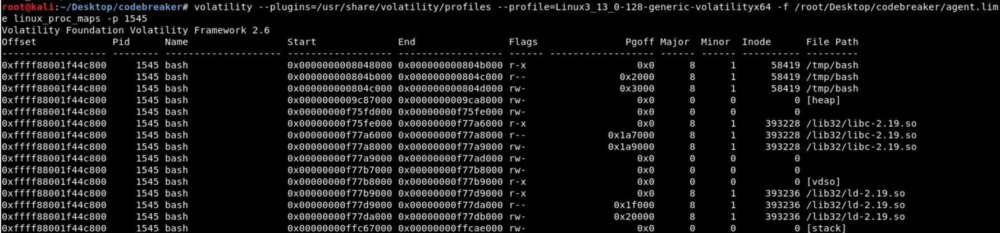 root@kali:~/Desktop/codebreaker# volatility --plugins=/usr/share/volatility/profiles --profile=Linux3_13_0-128-generic-volatilityx64 -f /root/Desktop/codebreaker/agent.lim
e linux_proc_maps -p 1545
Volatility Foundation Volatility Framework 2.6
Offset             Pid      Name                 Start              End                Flags               Pgoff Major  Minor  Inode      File Path
------------------ -------- -------------------- ------------------ ------------------ ------ ------------------ ------ ------ ---------- ---------
0xffff88001f44c800     1545 bash                 0x0000000008048000 0x000000000804b000 r-x                   0x0      8      1      58419 /tmp/bash
0xffff88001f44c800     1545 bash                 0x000000000804b000 0x000000000804c000 r--                0x2000      8      1      58419 /tmp/bash
0xffff88001f44c800     1545 bash                 0x000000000804c000 0x000000000804d000 rw-                0x3000      8      1      58419 /tmp/bash
0xffff88001f44c800     1545 bash                 0x0000000009c87000 0x0000000009ca8000 rw-                   0x0      0      0          0 [heap]
0xffff88001f44c800     1545 bash                 0x00000000f75fd000 0x00000000f75fe000 rw-                   0x0      0      0          0
0xffff88001f44c800     1545 bash                 0x00000000f75fe000 0x00000000f77a6000 r-x                   0x0      8      1     393228 /lib32/libc-2.19.so
0xffff88001f44c800     1545 bash                 0x00000000f77a6000 0x00000000f77a8000 r--              0x1a7000      8      1     393228 /lib32/libc-2.19.so
0xffff88001f44c800     1545 bash                 0x00000000f77a8000 0x00000000f77a9000 rw-              0x1a9000      8      1     393228 /lib32/libc-2.19.so
0xffff88001f44c800     1545 bash                 0x00000000f77a9000 0x00000000f77ad000 rw-                   0x0      0      0          0
0xffff88001f44c800     1545 bash                 0x00000000f77b7000 0x00000000f77b8000 rw-                   0x0      0      0          0
0xffff88001f44c800     1545 bash                 0x00000000f77b8000 0x00000000f77b9000 r-x                   0x0      0      0          0 [vdso]
0xffff88001f44c800     1545 bash                 0x00000000f77b9000 0x00000000f77d9000 r-x                   0x0      8      1     393236 /lib32/ld-2.19.so
0xffff88001f44c800     1545 bash                 0x00000000f77d9000 0x00000000f77da000 r--               0x1f000      8      1     393236 /lib32/ld-2.19.so
0xffff88001f44c800     1545 bash                 0x00000000f77da000 0x00000000f77db000 rw-               0x20000      8      1     393236 /lib32/ld-2.19.so
0xffff88001f44c800     1545 bash                 0x00000000ffc67000 0x00000000ffcae000 rw-                   0x0      0      0          0 [stack]